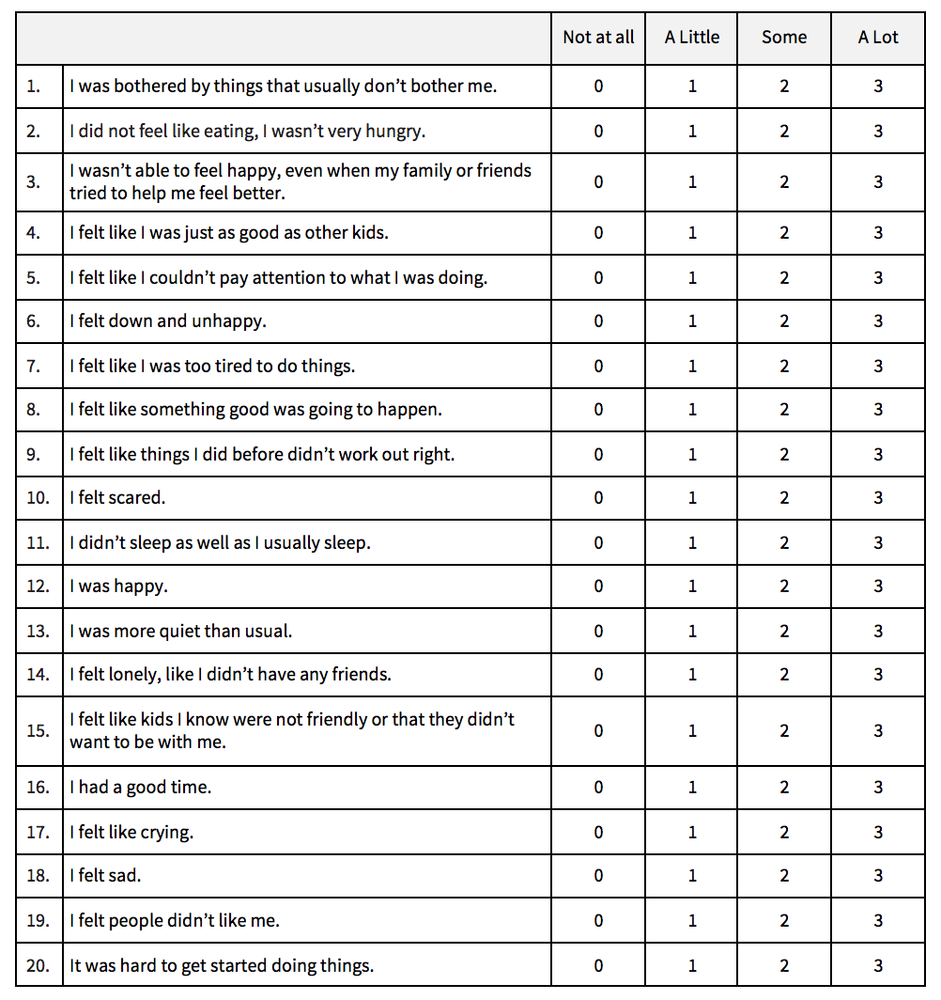 Not at all A Little Some A Lot
1. I was bothered by things that usually don’t bother me. 0 1 2 3
2. I did not feel like eating, I wasn’t very hungry. 0 1 2 3
3. I wasn’t able to feel happy, even when my family or friends
tried to help me feel better. 0 1 2 3
4. I felt like I was just as good as other kids. 0 1 2 3
5. I felt like I couldn’t pay attention to what I was doing. 0 1 2 3
6. I felt down and unhappy. 0 1 2 3
7. I felt like I was too tired to do things. 0 1 2 3
8. I felt like something good was going to happen. 0 1 2 3
9. I felt like things I did before didn’t work out right. 0 1 2 3
10. I felt scared. 0 1 2 3
11. I didn’t sleep as well as I usually sleep. 0 1 2 3
12. I was happy. 0 1 2 3
13. I was more quiet than usual. 0 1 2 3
14. I felt lonely, like I didn’t have any friends. 0 1 2 3
15. I felt like kids I know were not friendly or that they didn’t
want to be with me. 0 1 2 3
16. I had a good time. 0 1 2 3
17. I felt like crying. 0 1 2 3
18. I felt sad. 0 1 2 3
19. I felt people didn’t like me. 0 1 2 3
20. It was hard to get started doing things. 0 1 2 3